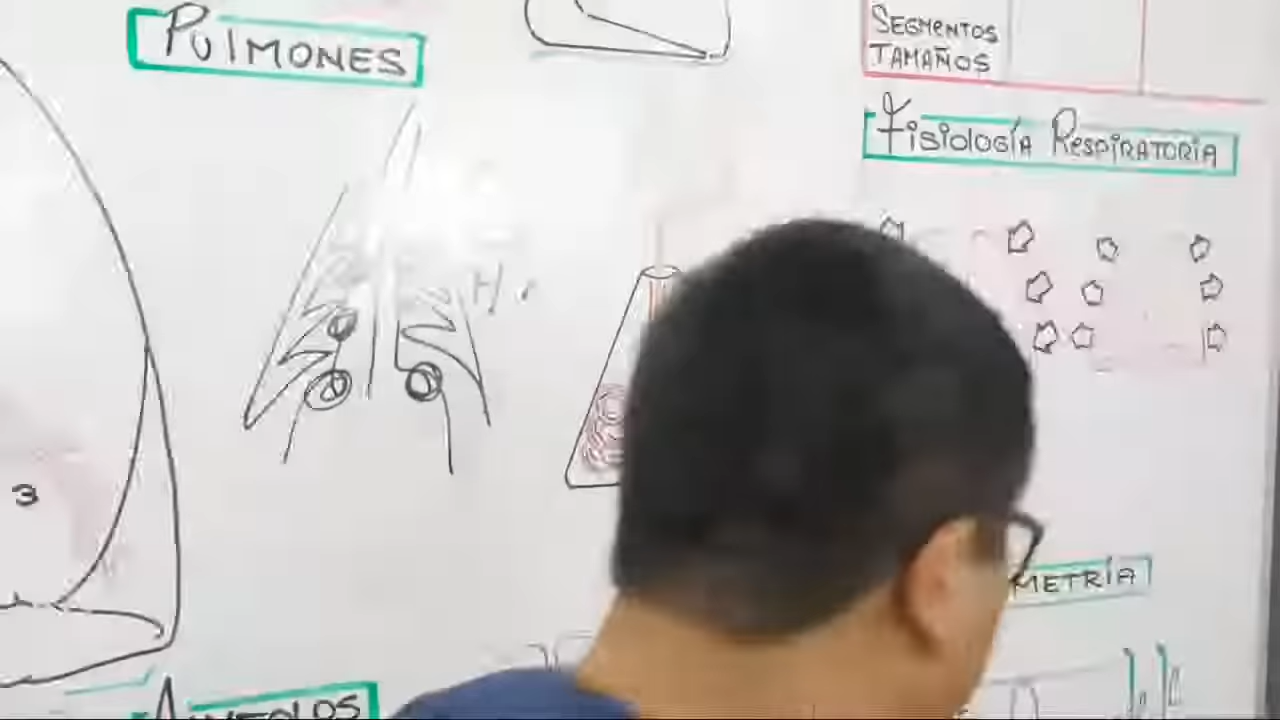 PulMONES
SEGMENTOS
TAMAÑOS
Fisiología Respiratoria
H
3
METRÍA